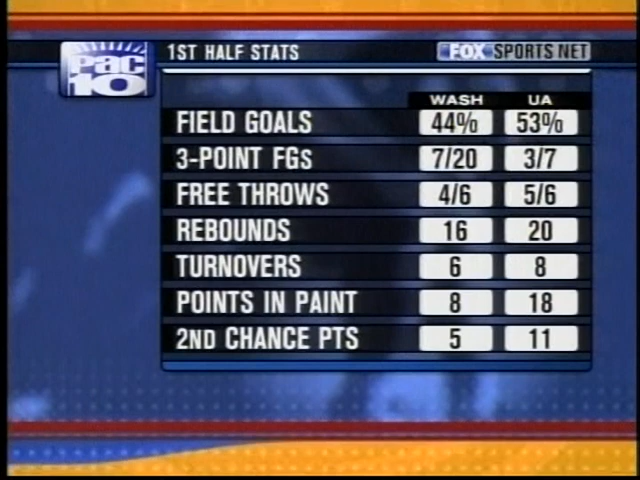 Pac 10
1ST HALF STATS
FOX SPORTS NET
WASH UA
FIELD GOALS 44% 53%
3-POINT FGs 7/20 3/7
FREE THROWS 4/6 5/6
REBOUNDS 16 20
TURNOVERS 6 8
POINTS IN PAINT 8 18
2ND CHANCE PTS 5 11